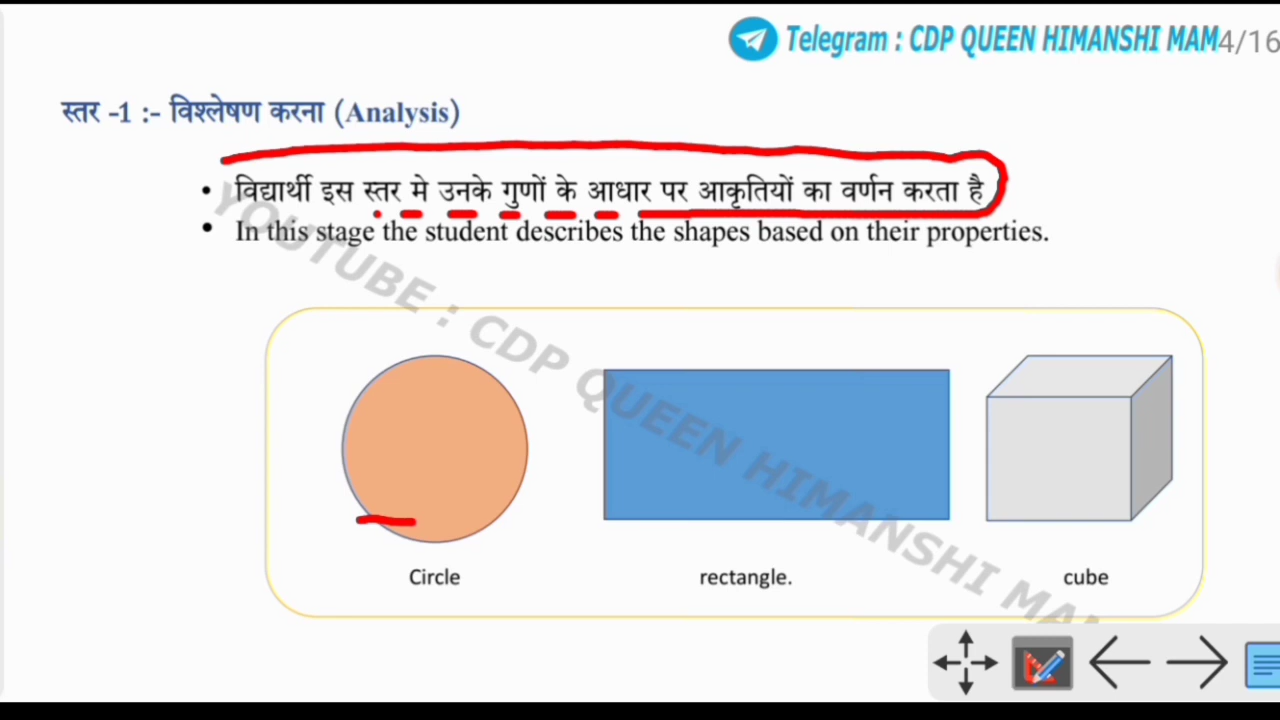 Telegram : CDP QUEEN HIMANSHI MAM
4/16
स्तर -1 :- विश्लेषण करना (Analysis)
• विद्यार्थी इस स्तर मे उनके गुणों के आधार पर आकृतियों का वर्णन करता है
• In this stage the student describes the shapes based on their properties.
YOUTUBE : CDP QUEEN HIMANSHI MAM
Circle
rectangle.
cube